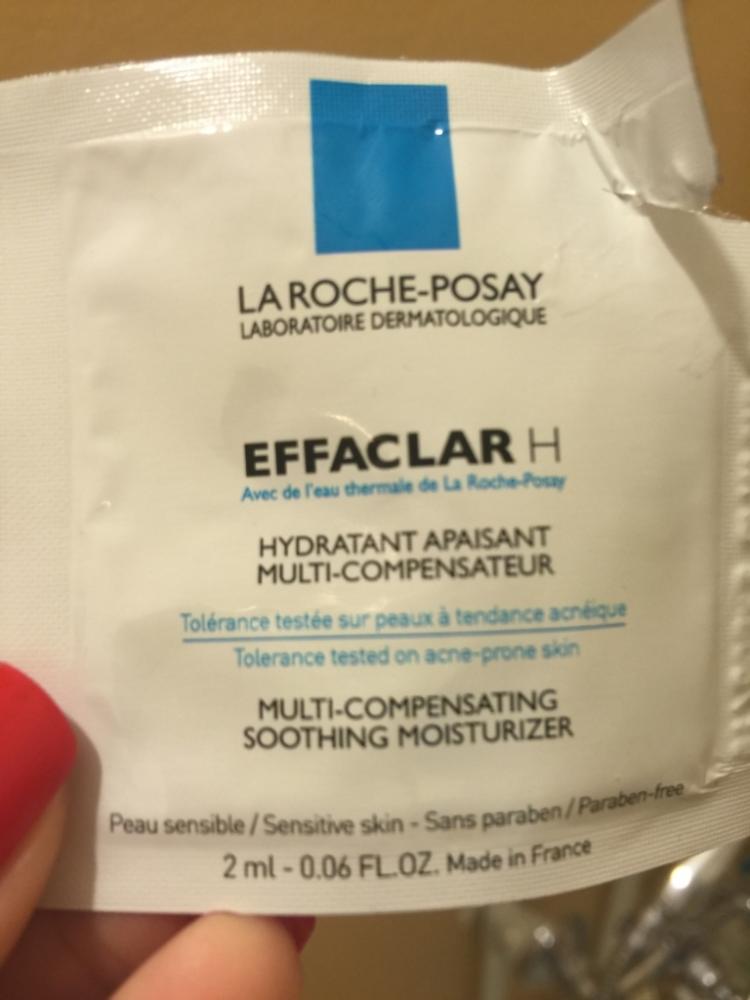 LA ROCHE-POSAY
LABORATOIRE DERMATOLOGIQUE
EFFACLAR H
Avec de l'eau thermale de La Roche-Posay
HYDRATANT APAISANT
MULTI-COMPENSATEUR
Tolérance testée sur peaux à tendance acnéique
Tolerance tested on acne-prone skin
MULTI-COMPENSATING
SOOTHING MOISTURIZER
Peau sensible / Sensitive skin - Sans paraben / Paraben-free
2 ml - 0.06 FL.OZ. Made in France